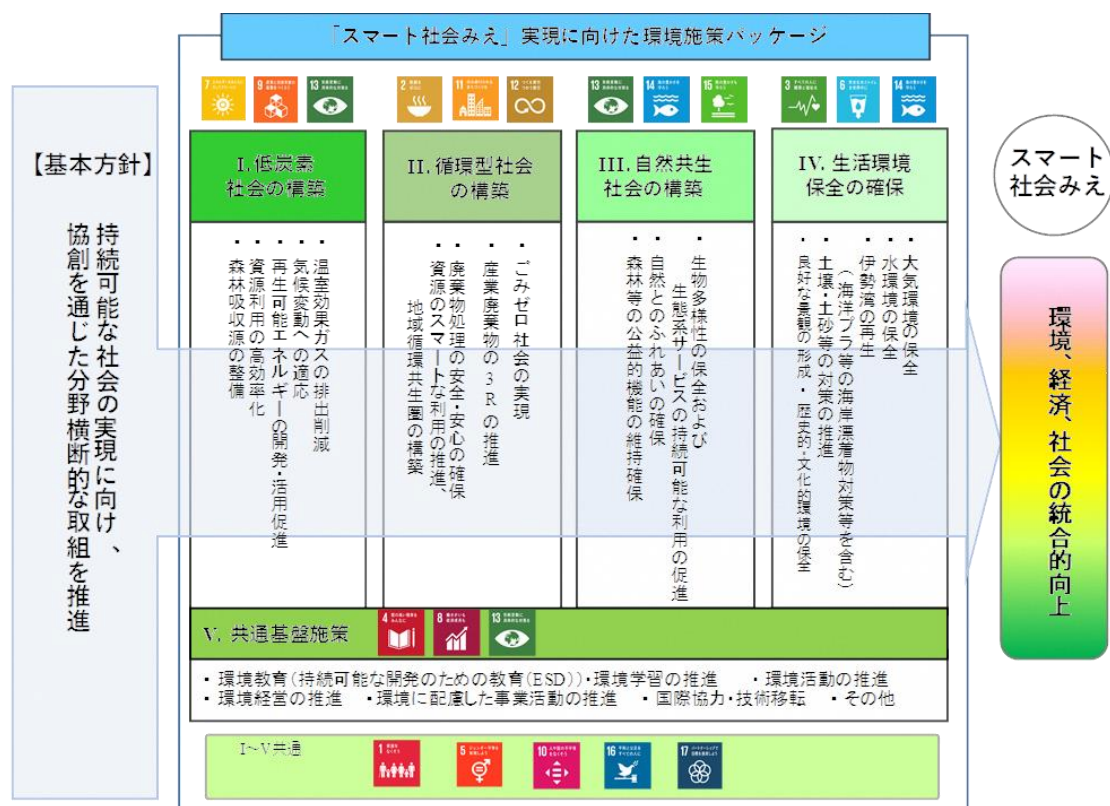 「スマート社会みえ」実現に向けた環境施策パッケージ
【基本方針】
持続可能な社会の実現に向け、
協創を通じた分野横断的な取組を推進
7
9
13
2
11
12
13
14
15
3
6
14
I.低炭素
社会の構築
・温室効果ガスの排出削減
・気候変動への適応
・再生可能エネルギーの開発・活用促進
・資源利用の高効率化
・森林吸収源の整備
II.循環型社会
の構築
・ごみゼロ社会の実現
・産業廃棄物の3Rの推進
・廃棄物処理の安全・安心の確保
・資源のスマートな利用の推進、
地域循環共生圏の構築
III.自然共生
社会の構築
・生物多様性の保全および
生態系サービスの持続可能な利用の促進
・自然とのふれあいの確保
・森林等の公益的機能の維持確保
IV.生活環境
保全の確保
・大気環境の保全
・水環境の保全
・伊勢湾の再生
(海洋プラ等の海岸漂着物対策等を含む)
・土壌・土砂等の対策の推進
・良好な景観の形成・歴史的・文化的環境の保全
V. 共通基盤施策
4
8
13
・環境教育(持続可能な開発のための教育(ESD))・環境学習の推進 ・環境活動の推進
・環境経営の推進 ・環境に配慮した事業活動の推進 ・国際協力・技術移転 ・その他
I～V共通
1
5
10
16
17
スマート
社会みえ
環境、経済、社会の統合的向上